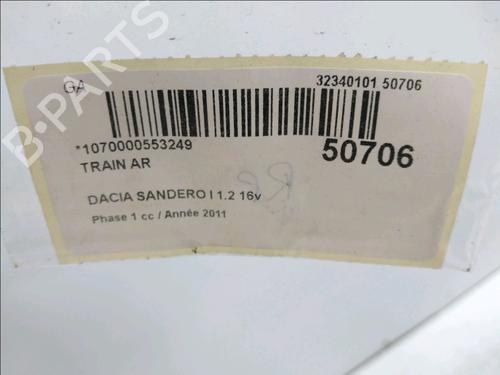 GA
32340101 50706
*1070000553249
50706
TRAIN AR
DACIA SANDERO I 1.2 16v
Phase 1 cc / Année 2011
B-PARTS